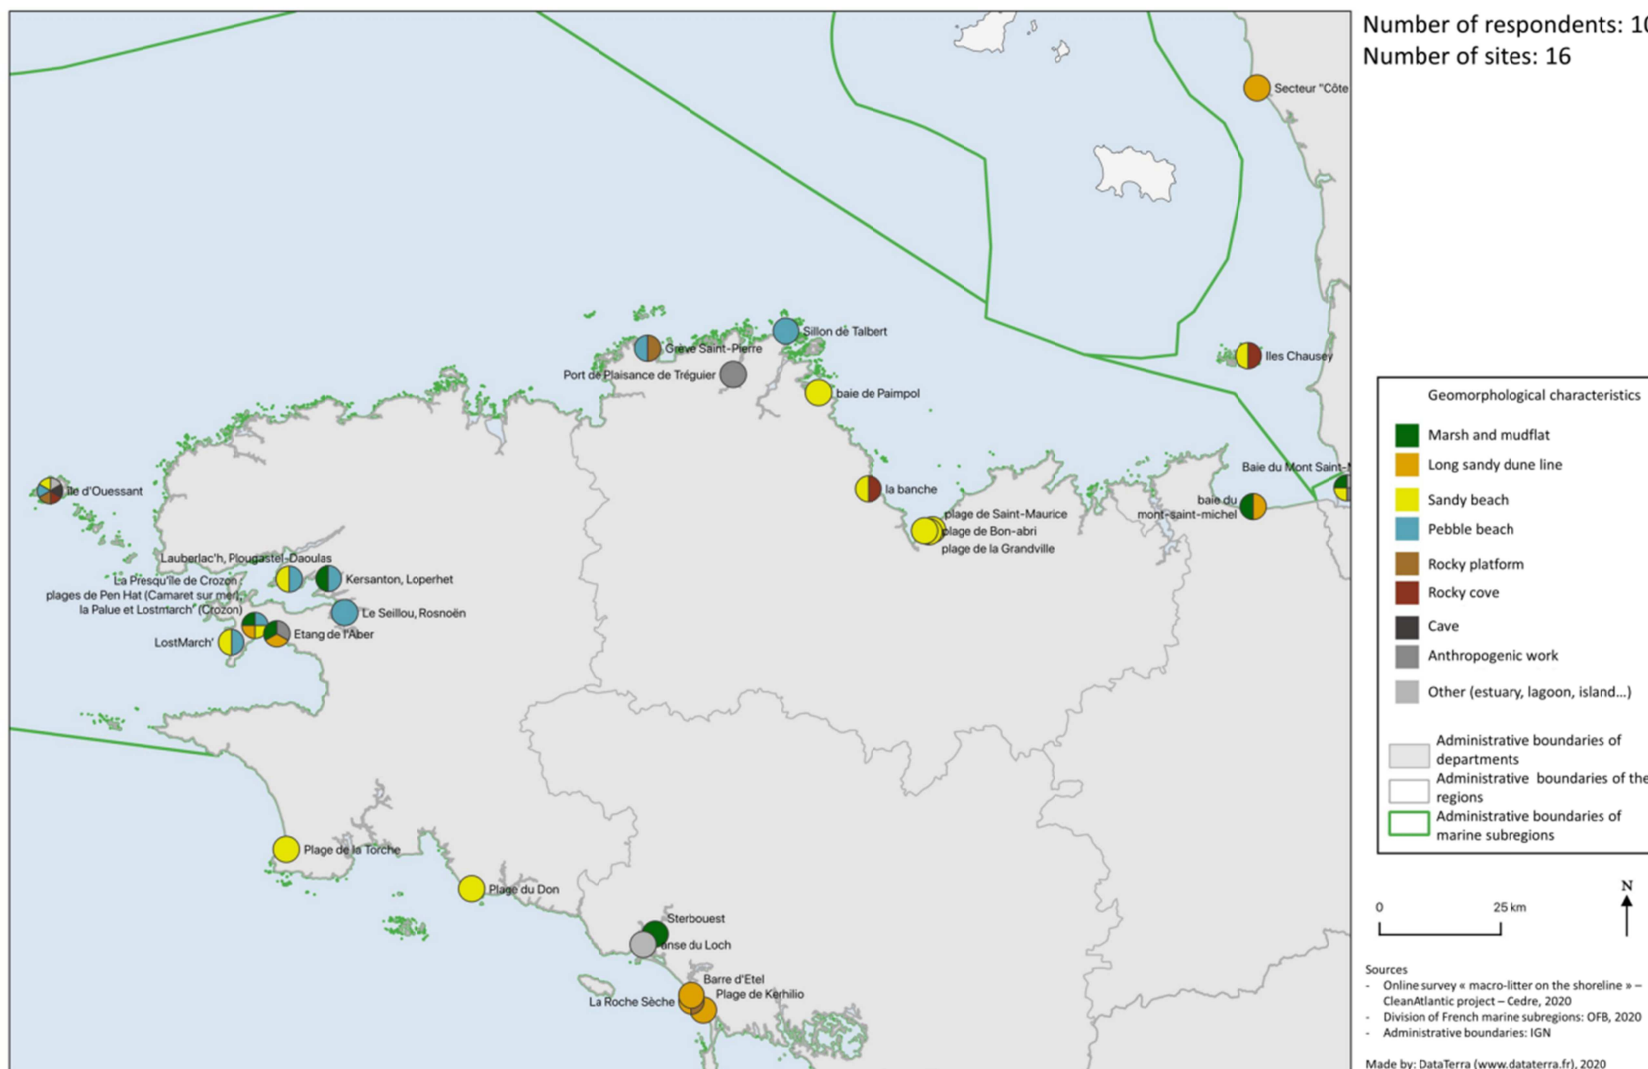 Number of respondents: 10
Number of sites: 16
Secteur "Côte
Sillon de Talbert
Grève Saint-Pierre
Iles Chausey
Port de Plaisance de Tréguier
baie de Paimpol
Baie du Mont Saint-
île d'Ouessant
la banche
baie du
mont-saint-michel
plage de Saint-Maurice
plage de Bon-abri
plage de la Grandville
Lauberlac'h, Plougastel-Daoulas
La Presqu'île de Crozon :
plages de Pen Hat (Camaret sur mer),
la Palue et Lostmarch' (Crozon)
Kersanton, Loperhet
Le Seillou, Rosnoën
Etang de l'Aber
LostMarch'
Plage de la Torche
Plage du Don
Sterbouest
anse du Loch
Barre d'Etel
Plage de Kerhilio
La Roche Sèche
Geomorphological characteristics
Marsh and mudflat
Long sandy dune line
Sandy beach
Pebble beach
Rocky platform
Rocky cove
Cave
Anthropogenic work
Other (estuary, lagoon, island...)
Administrative boundaries of
departments
Administrative boundaries of the
regions
Administrative boundaries of
marine subregions
N
0 25 km
Sources
- Online survey « macro-litter on the shoreline » –
CleanAtlantic project – Cedre, 2020
- Division of French marine subregions: OFB, 2020
- Administrative boundaries: IGN
Made by: DataTerra (www.dataterra.fr), 2020